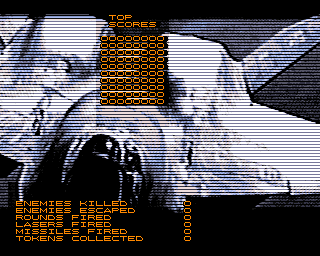 TOP
SCORES
00000000
00000000
00000000
00000000
00000000
00000000
00000000
00000000
00000000
00000000
ENEMIES KILLED 0
ENEMIES ESCAPED 0
ROUNDS FIRED 0
LASERS FIRED 0
MISSILES FIRED 0
TOKENS COLLECTED 0